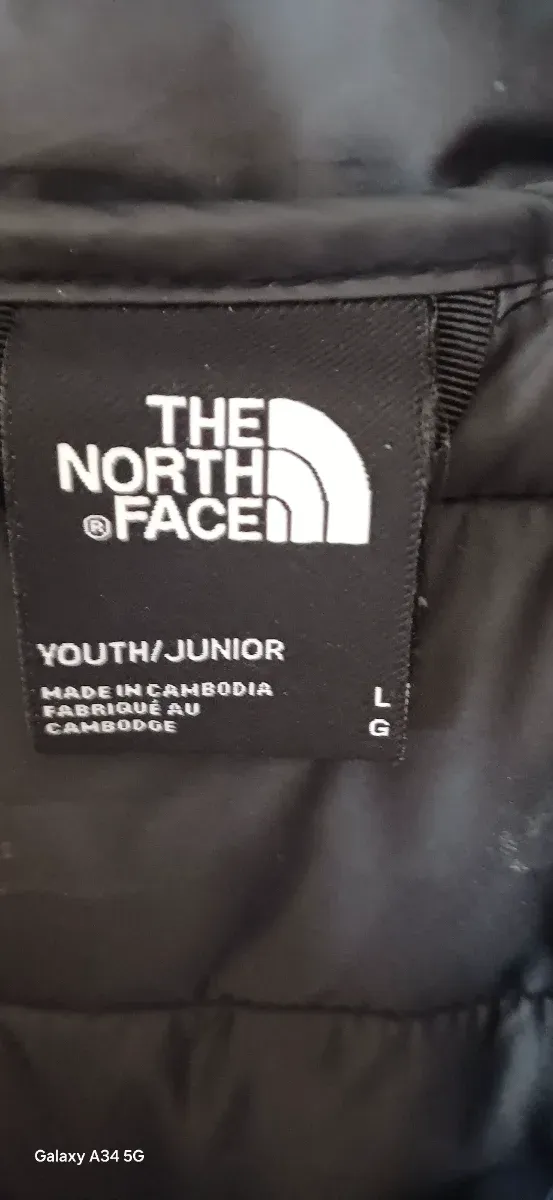 THE
NORTH
®FACE
YOUTH/JUNIOR
MADE IN CAMBODIA
FABRIQUÉ AU
CAMBODGE
L
G
Galaxy A34 5G